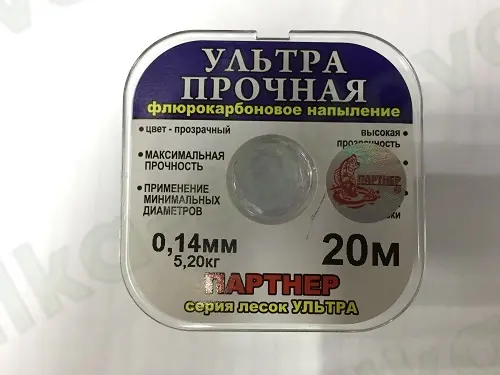 УЛЬТРА
ПРОЧНАЯ
флюрокарбоновое напыление
• цвет - прозрачный
• МАКСИМАЛЬНАЯ
ПРОЧНОСТЬ
• ПРИМЕНЕНИЕ
МИНИМАЛЬНЫХ
ДИАМЕТРОВ
высокая
ПАРТНЕР
0,14мм
5,20кг
20м
ПАРТНЕР
серия лесок УЛЬТРА